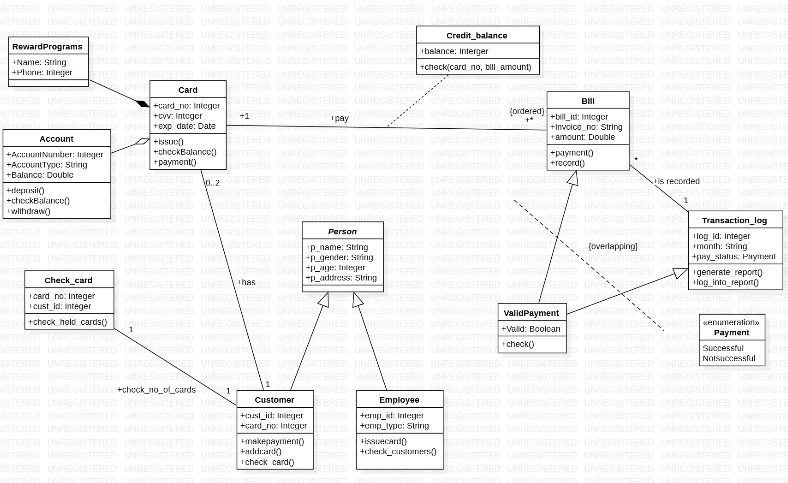 Credit_balance
+balance: interger
+check(card_no, bill_amount)
RewardPrograms
+Name: String
+Phone: Integer
Card
+card_no: Integer
+cvv: Integer
+exp_date: Date
+issue()
+checkBalance()
+payment()
Bill
+bill_id: Integer
+invoice_no: String
+amount: Double
+payment()
+record()
+1
+pay
{ordered}
+*
Account
+AccountNumber: Integer
+AccountType: String
+Balance: Double
+deposit()
+checkBalance()
+withdraw()
*
+is recorded
1
0..2
Transaction_log
+log_id: integer
+month: String
+pay_status: Payment
+generate_report()
+log_into_report()
Person
+p_name: String
+p_gender: String
+p_age: Integer
+p_address: String
{overlapping}
Check_card
+card_no: Integer
+cust_id: Integer
+check_held_cards()
+has
ValidPayment
+Valid: Boolean
+check()
«enumeration»
Payment
Successful
Notsuccessful
1
+check_no_of_cards
1
1
Customer
+cust_id: Integer
+card_no: Integer
+makepayment()
+addcard()
+check_card()
Employee
+emp_id: Integer
+emp_type: String
+issuecard()
+check_customers()
UNREGISTERED